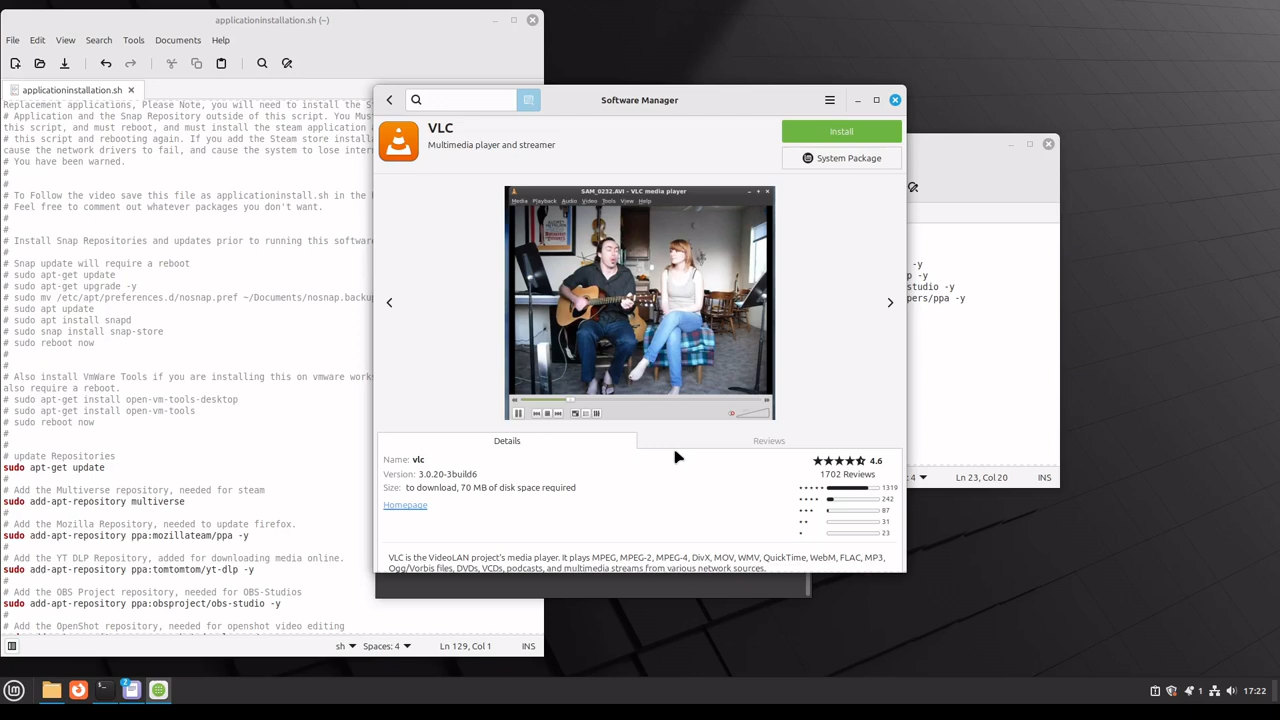 applicationinstallation.sh (~)
File Edit View Search Tools Documents Help
applicationinstallation.sh
Replacement applications, Please Note, you will need to install the S
# Application and the Snap Repository outside of this script. You Mus
this script, and must reboot, and must install the steam application
# this script and rebooting again. If you add the Steam store install
cause the network drivers to fail, and cause the system to lose inter
# You have been warned.
#
#
# To Follow the video save this file as applicationinstall.sh in the h
# Feel free to comment out whatever packages you don't want.
#
# Install Snap Repositories and updates prior to running this softwar
#
# Snap update will require a reboot
# sudo apt-get update
# sudo apt-get upgrade -y
# sudo mv /etc/apt/preferences.d/nosnap.pref ~/Documents/nosnap.backu
# sudo apt update
# sudo apt install snapd
# sudo snap install snap-store
# sudo reboot now
#
#
# Also install VmWare Tools if you are installing this on vmware works
also require a reboot.
# sudo apt-get install open-vm-tools-desktop
# sudo apt-get install open-vm-tools
# sudo reboot now
#
#
# update Repositories
sudo apt-get update
#
# Add the Multiverse repository, needed for steam
sudo add-apt-repository multiverse
#
# Add the Mozilla Repository, needed to update firefox.
sudo add-apt-repository ppa:mozillateam/ppa -y
#
# Add the YT DLP Repository, added for downloading media online.
sudo add-apt-repository ppa:tomtomtom/yt-dlp -y
#
# Add the OBS Project repository, needed for OBS-Studios
sudo add-apt-repository ppa:obsproject/obs-studio -y
#
# Add the OpenShot repository, needed for openshot video editing
sh Spaces: 4 Ln 129, Col 1 INS
Software Manager
VLC
Multimedia player and streamer
Install
System Package
SAM_0232.AVI - VLC media player
Media Playback Audio Video Tools View Help
Details Reviews
Name: vlc
Version: 3.0.20-3build6
Size: to download, 70 MB of disk space required
Homepage
4.6
1702 Reviews
1319
242
87
31
23
VLC is the VideoLAN project's media player. It plays MPEG, MPEG-2, MPEG-4, DivX, MOV, WMV, QuickTime, WebM, FLAC, MP3,
Ogg/Vorbis files, DVDs, VCDs, podcasts, and multimedia streams from various network sources.
-y
p -y
studio -y
pers/ppa -y
4 Ln 23, Col 20 INS
2
1 17:22